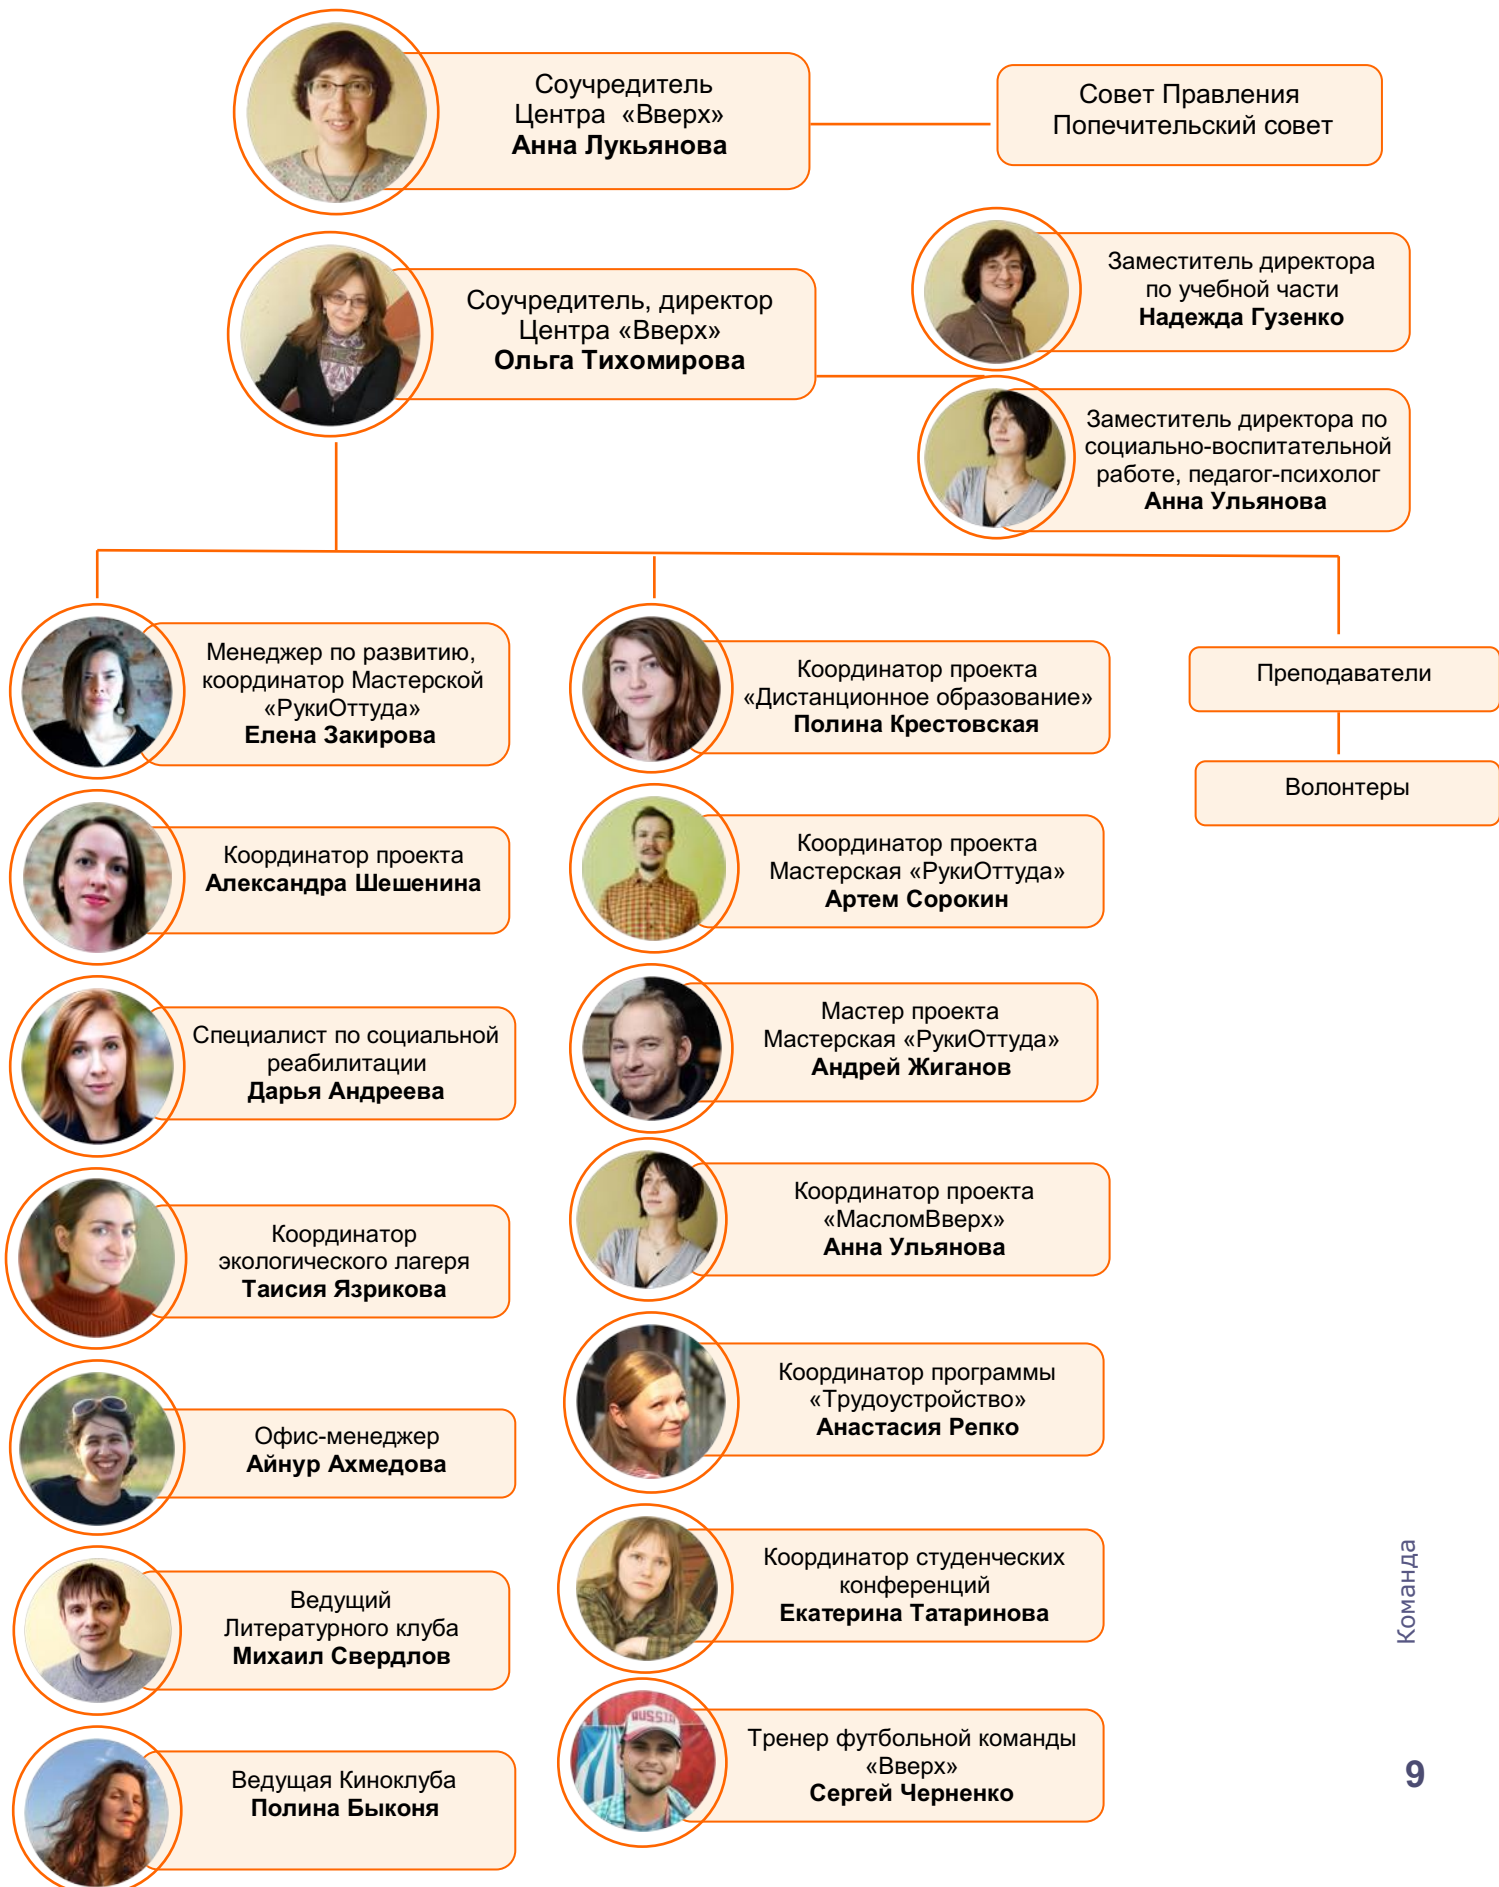 Соучредитель
Центра «Вверх»
Анна Лукьянова
Совет Правления
Попечительский совет
Соучредитель, директор
Центра «Вверх»
Ольга Тихомирова
Заместитель директора
по учебной части
Надежда Гузенко
Заместитель директора по
социально-воспитательной
работе, педагог-психолог
Анна Ульянова
Менеджер по развитию,
координатор Мастерской
«РукиОттуда»
Елена Закирова
Координатор проекта
Александра Шешенина
Специалист по социальной
реабилитации
Дарья Андреева
Координатор
экологического лагеря
Таисия Язрикова
Офис-менеджер
Айнур Ахмедова
Ведущий
Литературного клуба
Михаил Свердлов
Ведущая Киноклуба
Полина Быконя
Координатор проекта
«Дистанционное образование»
Полина Крестовская
Координатор проекта
Мастерская «РукиОттуда»
Артем Сорокин
Мастер проекта
Мастерская «РукиОттуда»
Андрей Жиганов
Координатор проекта
«МасломВверх»
Анна Ульянова
Координатор программы
«Трудоустройство»
Анастасия Репко
Координатор студенческих
конференций
Екатерина Татаринова
RUSSIA
Тренер футбольной команды
«Вверх»
Сергей Черненко
Преподаватели
Волонтеры
Команда
9